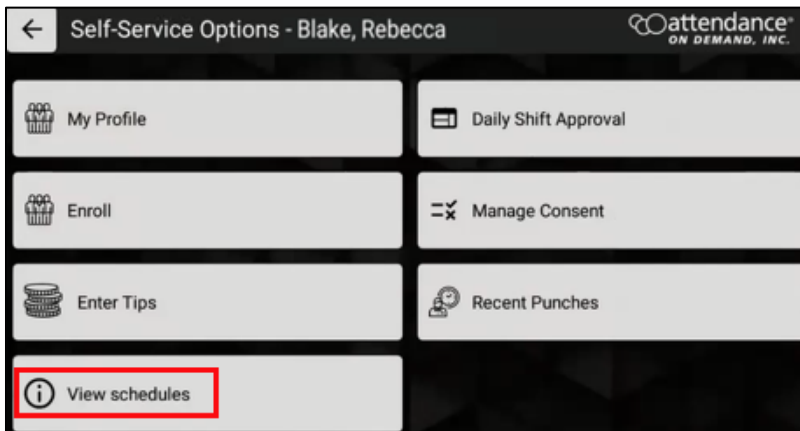 Self-Service Options - Blake, Rebecca
attendance®
ON DEMAND, INC.
My Profile
Daily Shift Approval
Enroll
Manage Consent
Enter Tips
Recent Punches
View schedules